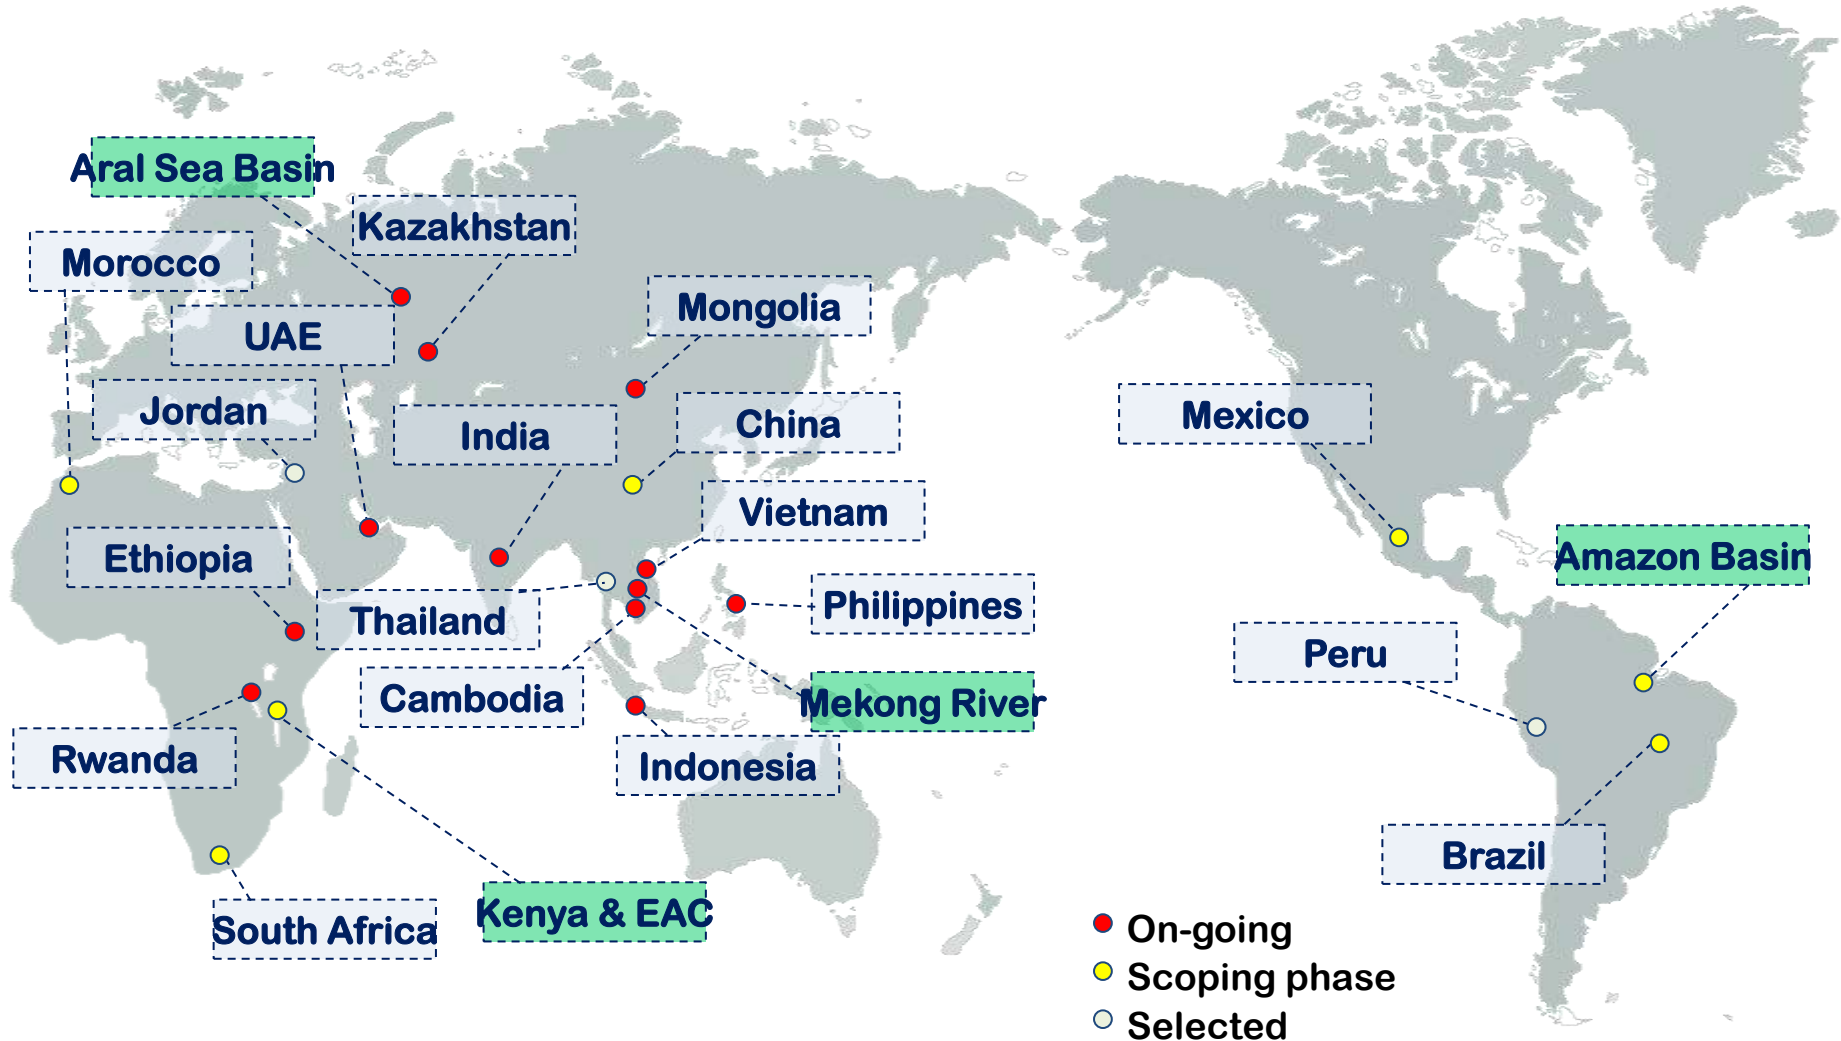 Aral Sea Basin
Kazakhstan
Morocco
Mongolia
UAE
Jordan
India
China
Mexico
Vietnam
Ethiopia
Amazon Basin
Thailand
Philippines
Peru
Cambodia
Mekong River
Rwanda
Indonesia
Brazil
South Africa
Kenya & EAC
On-going
Scoping phase
Selected